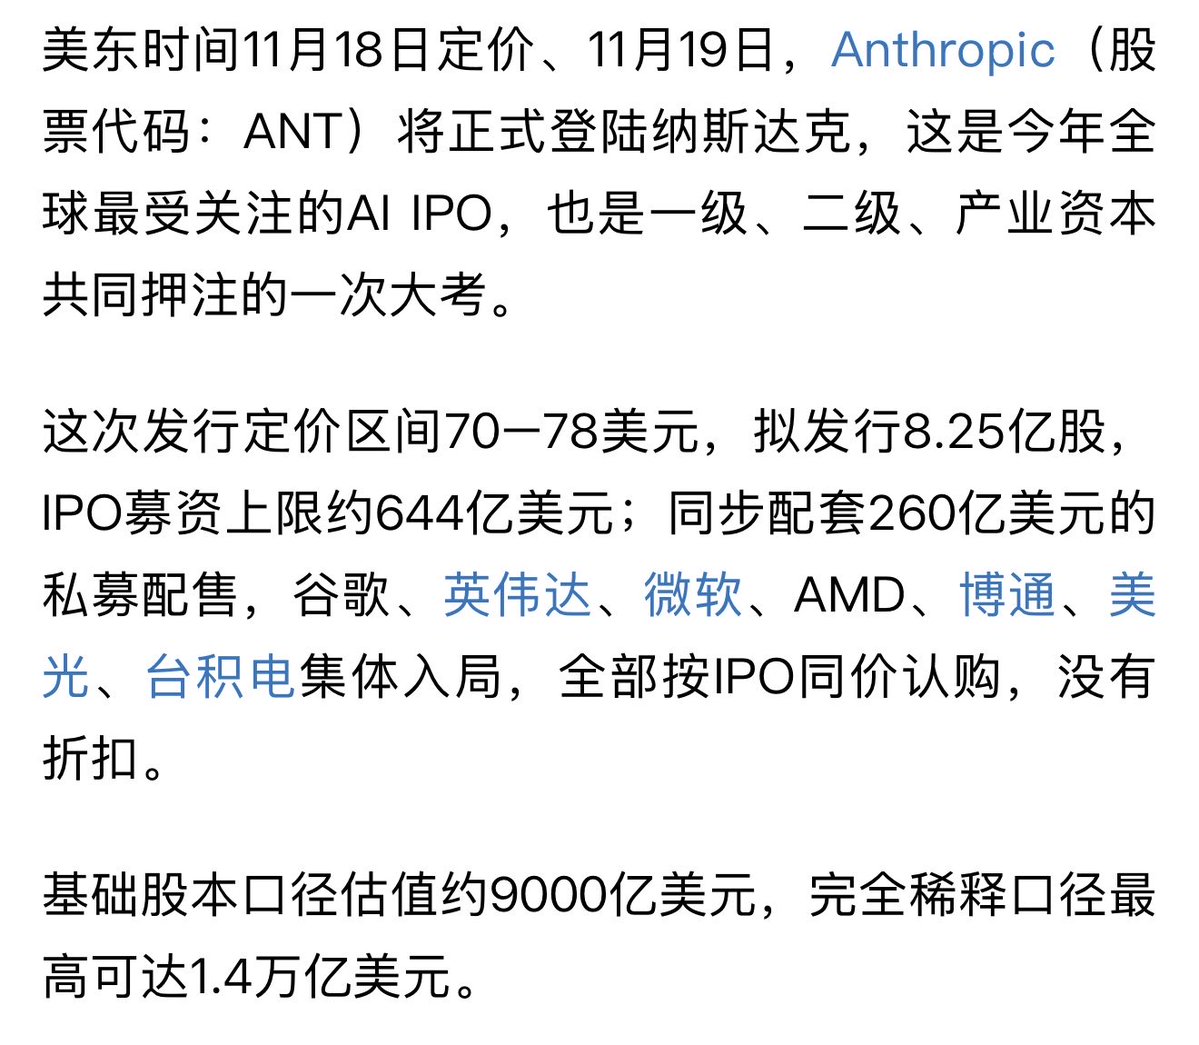 美东时间11月18日定价、11月19日，Anthropic（股
票代码：ANT）将正式登陆纳斯达克，这是今年全
球最受关注的AI IPO，也是一级、二级、产业资本
共同押注的一次大考。
这次发行定价区间70—78美元，拟发行8.25亿股，
IPO募资上限约644亿美元；同步配套260亿美元的
私募配售，谷歌、英伟达、微软、AMD、博通、美
光、台积电集体入局，全部按IPO同价认购，没有
折扣。
基础股本口径估值约9000亿美元，完全稀释口径最
高可达1.4万亿美元。